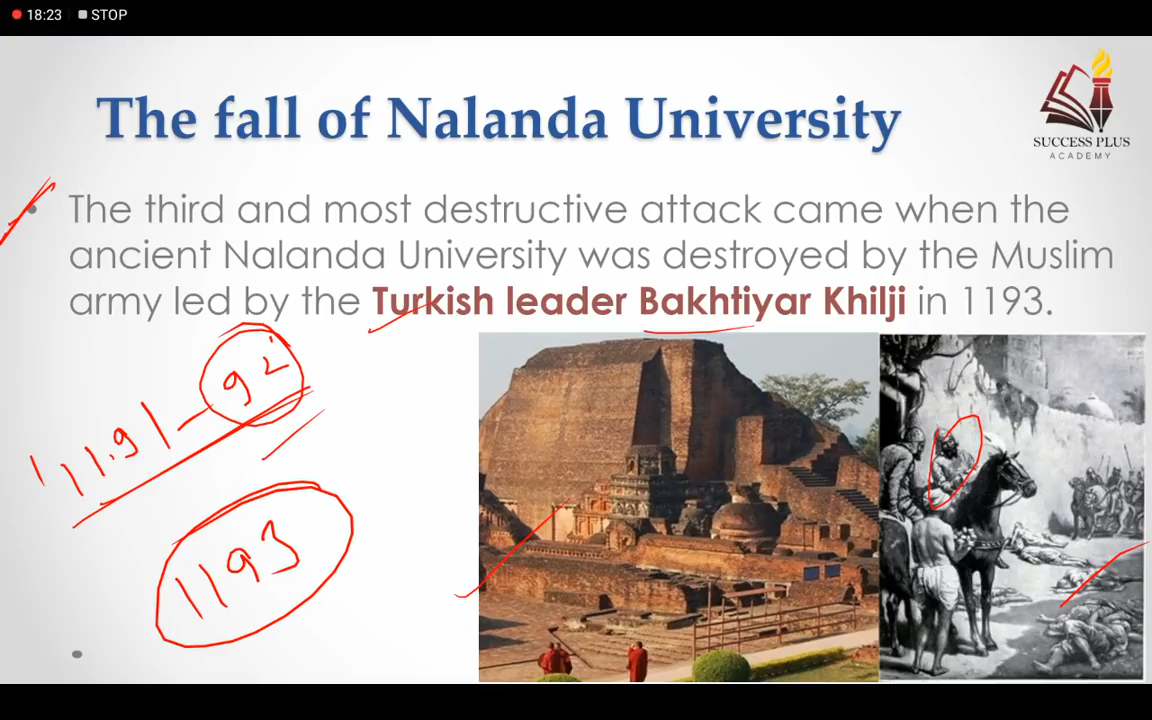 18:23 STOP
The fall of Nalanda University
SUCCESS PLUS
ACADEMY
The third and most destructive attack came when the
ancient Nalanda University was destroyed by the Muslim
army led by the Turkish leader Bakhtiyar Khilji in 1193.
1191-92
1193